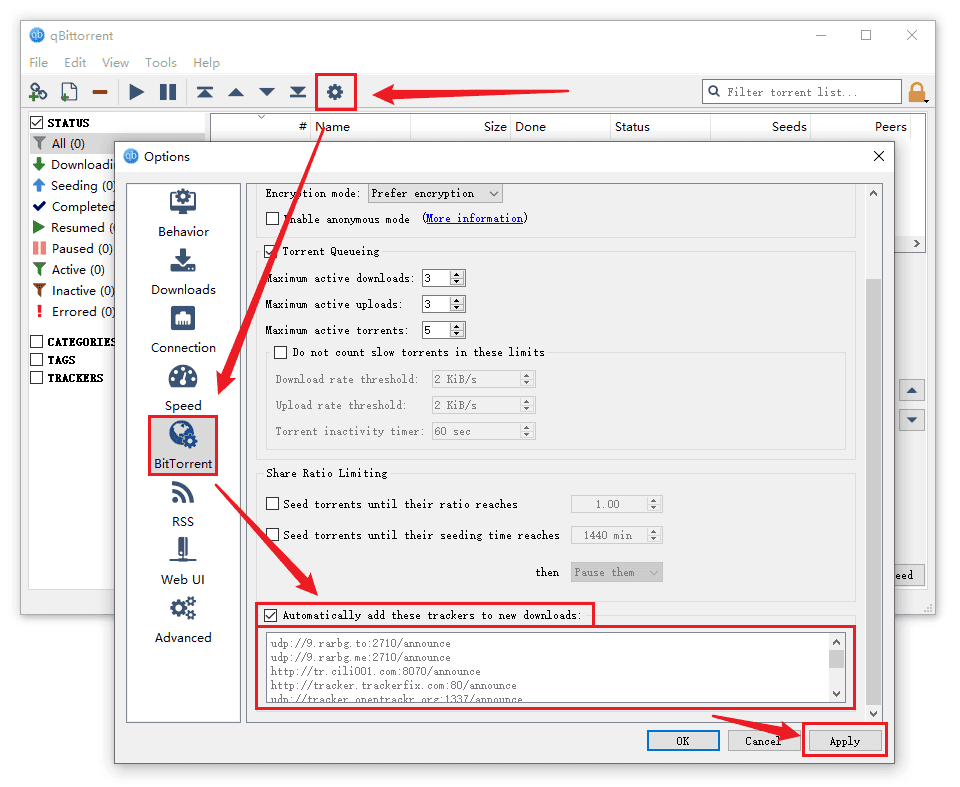 qBittorrent
File Edit View Tools Help
Filter torrent list...
STATUS
# Name Size Done Status Seeds Peers
All (0)
Downloadi
Seeding (0)
Completed
Resumed (
Paused (0)
Active (0)
Inactive (0)
Errored (0)
CATEGORIES
TAGS
TRACKERS
eed
Options
Behavior
Downloads
Connection
Speed
BitTorrent
RSS
Web UI
Advanced
Encryption mode: Prefer encryption
Enable anonymous mode (More information)
Torrent Queueing
Maximum active downloads: 3
Maximum active uploads: 3
Maximum active torrents: 5
Do not count slow torrents in these limits
Download rate threshold: 2 KiB/s
Upload rate threshold: 2 KiB/s
Torrent inactivity timer: 60 sec
Share Ratio Limiting
Seed torrents until their ratio reaches 1.00
Seed torrents until their seeding time reaches 1440 min
then Pause them
Automatically add these trackers to new downloads:
udp://9.rarbg.to:2710/announce
udp://9.rarbg.me:2710/announce
http://tr.cili001.com:8070/announce
http://tracker.trackerfix.com:80/announce
udp://tracker.opentrackr.org:1337/announce
OK Cancel Apply